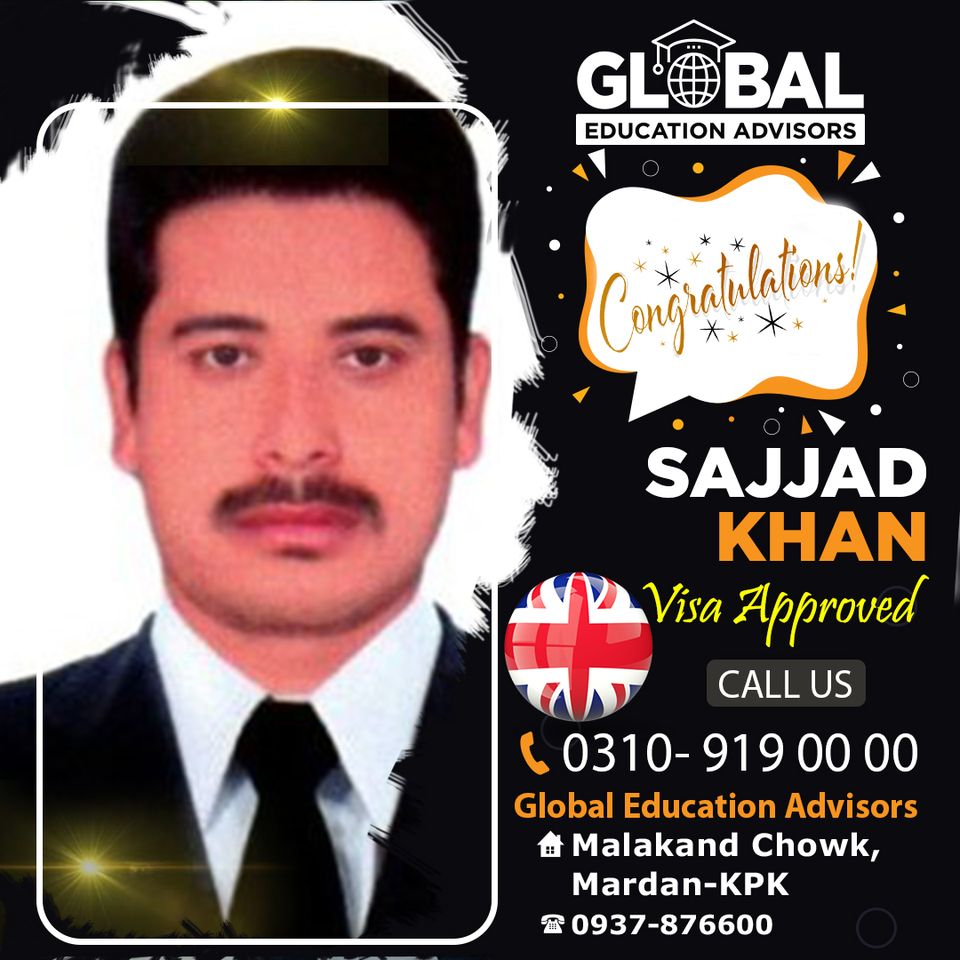 GLOBAL
EDUCATION ADVISORS
Congratulations!
SAJJAD
KHAN
Visa Approved
CALL US
0310- 919 00 00
Global Education Advisors
Malakand Chowk,
Mardan-KPK
0937-876600